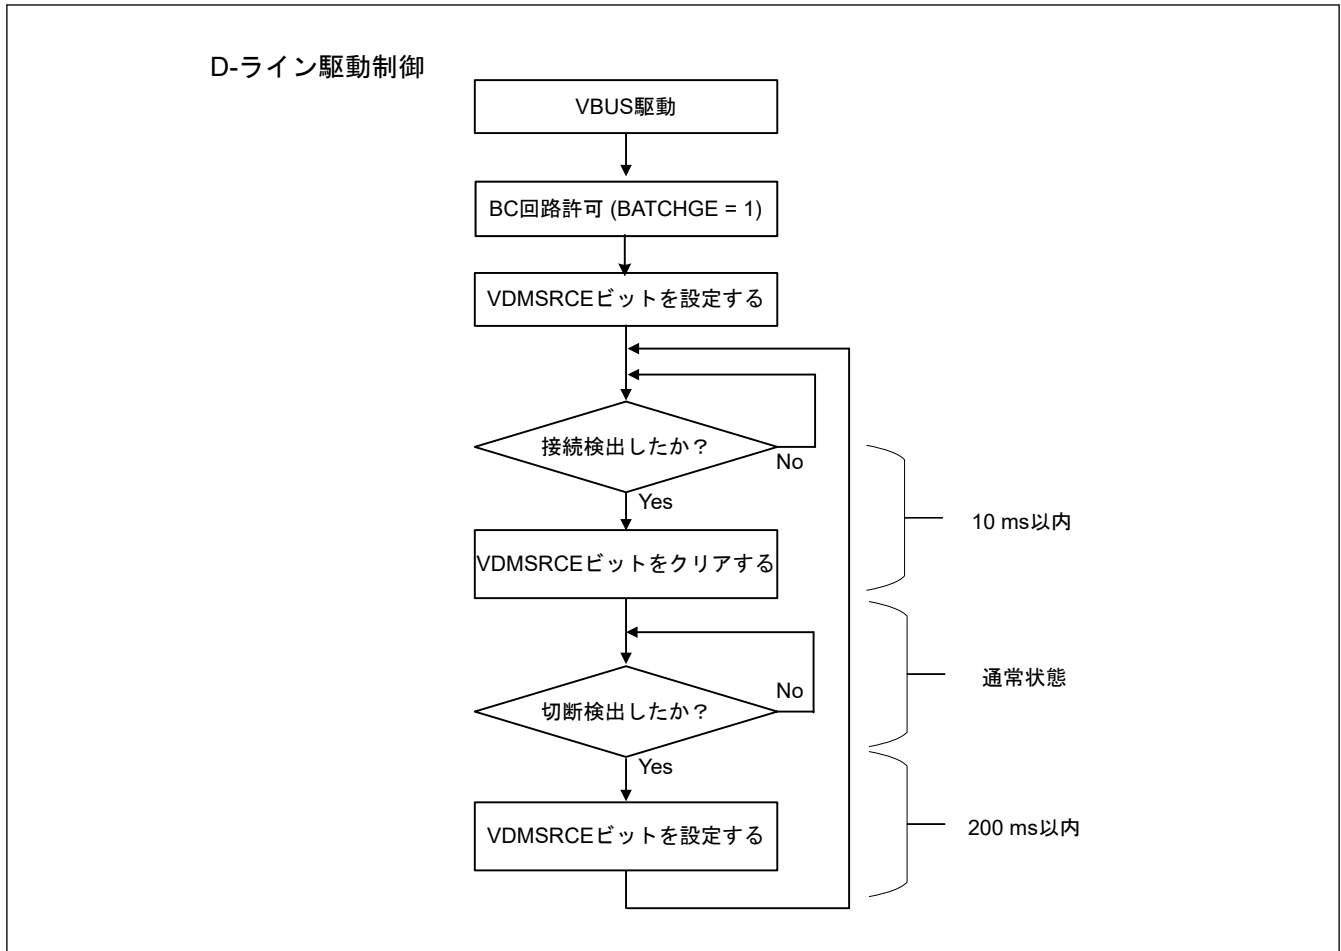 D-ライン駆動制御
VBUS駆動
BC回路許可 (BATCHGE = 1)
VDMSRCEビットを設定する
接続検出したか？
No
Yes
10 ms以内
VDMSRCEビットをクリアする
通常状態
No
切断検出したか？
Yes
VDMSRCEビットを設定する
200 ms以内